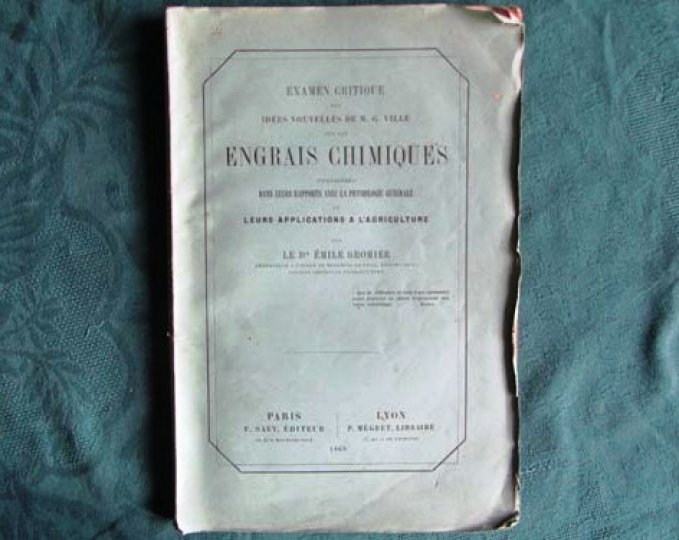 EXAMEN CRITIQUE
DES
IDÉES NOUVELLES DE M. G. VILLE
SUR LES
ENGRAIS CHIMIQUES
DANS LEURS RAPPORTS AVEC LA PHYSIOLOGIE GÉNÉRALE
ET
LEURS APPLICATIONS A L'AGRICULTURE
PAR
LE Dr ÉMILE GROMIER
PARIS
F. SAVY, ÉDITEUR
LYON
P. MÉGRET, LIBRAIRE